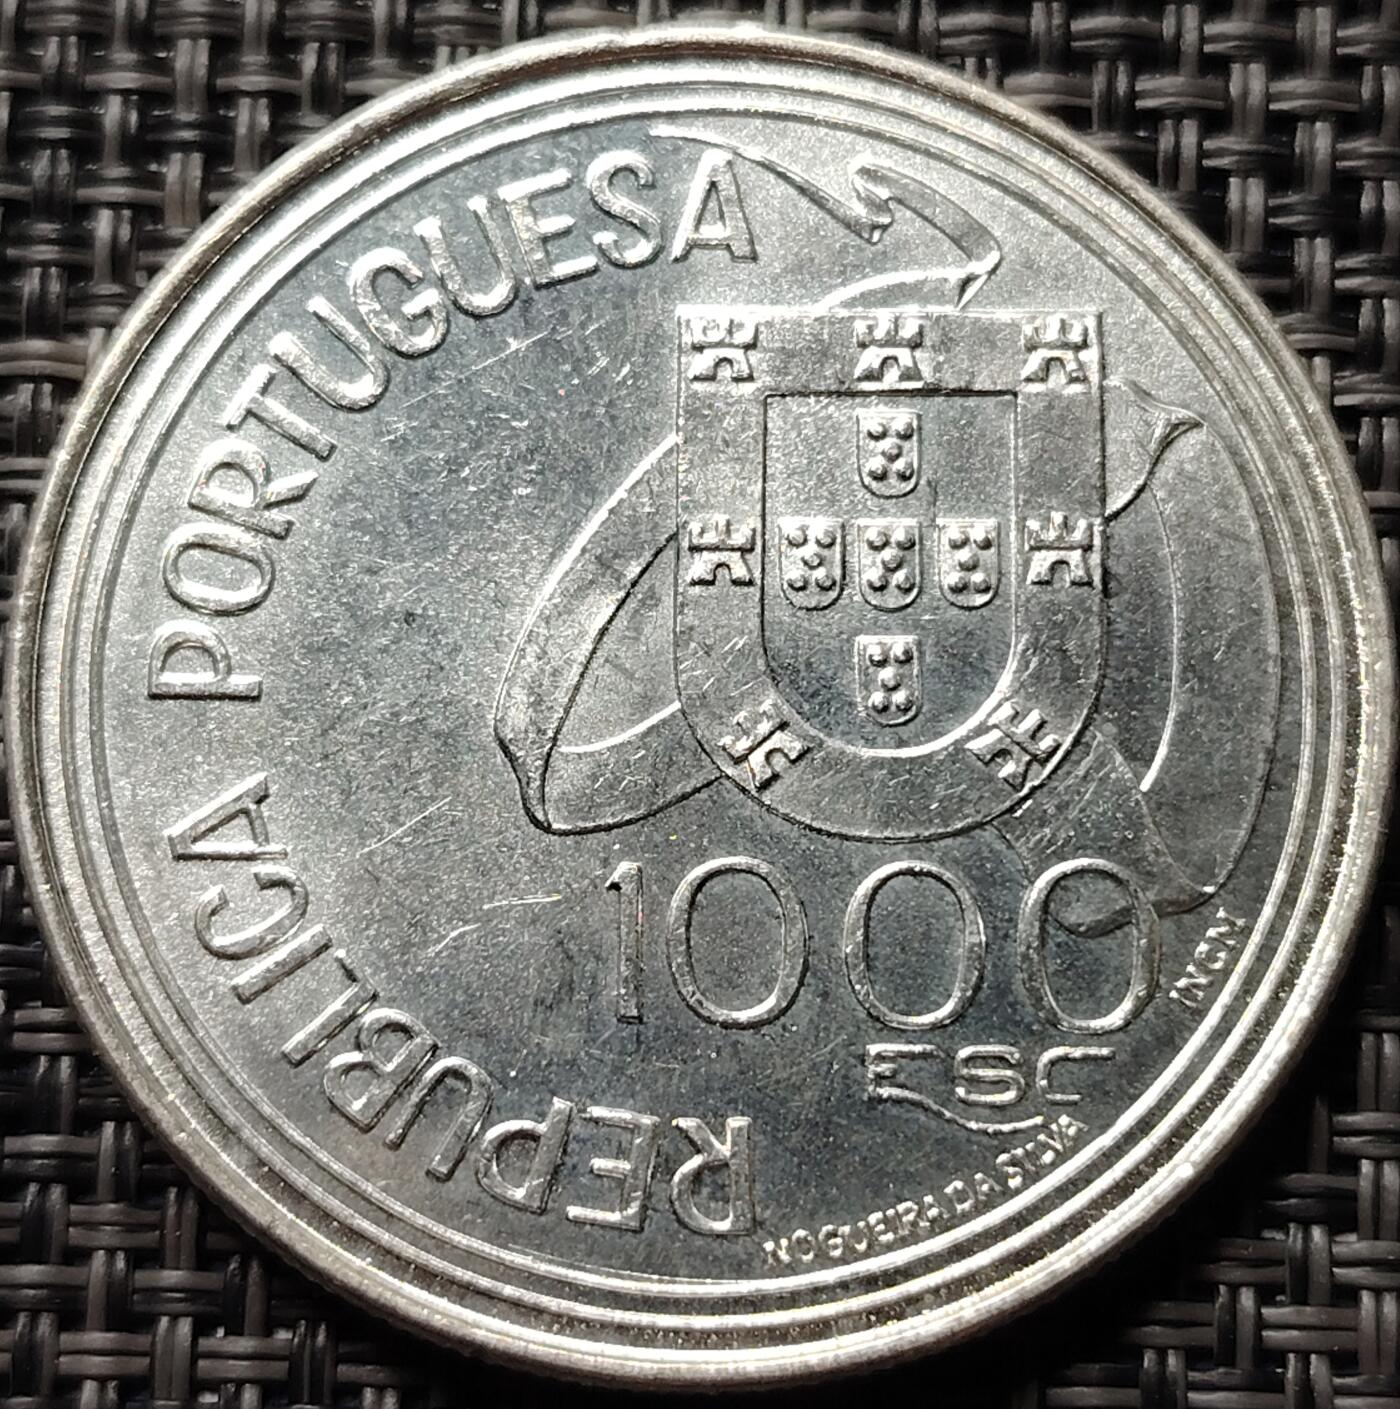 REPUBLICA PORTUGUESA
1000
ESC
INCM
NOGUEIRA DA SILVA